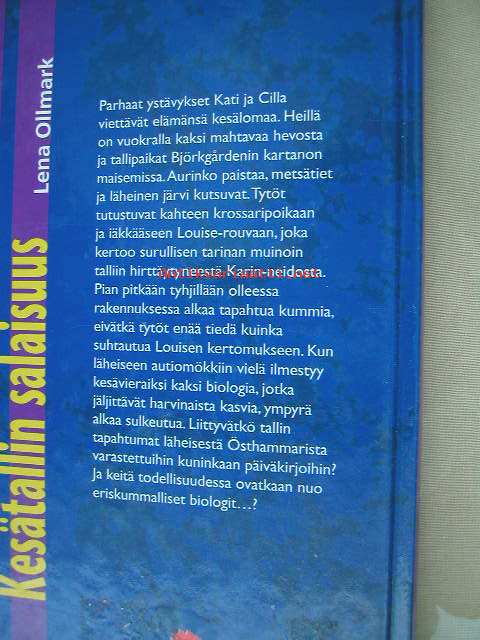 Kesätallin salaisuus
Lena Ollmark
Parhaat ystävykset Kati ja Cilla
viettävät elämänsä kesälomaa. Heillä
on vuokralla kaksi mahtavaa hevosta
ja tallipaikat Björkgårdenin kartanon
maisemissa. Aurinko paistaa, metsätiet
ja läheinen järvi kutsuvat. Tytöt
tutustuvat kahteen krossaripoikaan
ja iäkkääseen Louise-rouvaan, joka
kertoo surullisen tarinan muinoin
talliin hirttäytyneestä Karin-neidosta.
Pian pitkään tyhjillään olleessa
rakennuksessa alkaa tapahtua kummia,
eivätkä tytöt enää tiedä kuinka
suhtautua Louisen kertomukseen. Kun
läheiseen autiomökkiin vielä ilmestyy
kesävieraiksi kaksi biologia, jotka
jäljittävät harvinaista kasvia, ympyrä
alkaa sulkeutua. Liittyvätkö tallin
tapahtumat läheisestä Östhammarista
varastettuihin kuninkaan päiväkirjoihin?
Ja keitä todellisuudessa ovatkaan nuo
eriskummalliset biologit...?